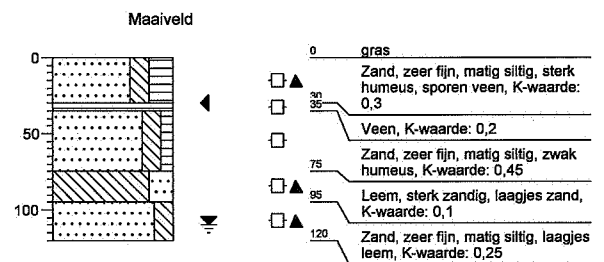 Maaiveld
0
50
100
0 gras
Zand, zeer fijn, matig siltig, sterk
humeus, sporen veen, K-waarde:
0,3
30
35
Veen, K-waarde: 0,2
Zand, zeer fijn, matig siltig, zwak
humeus, K-waarde: 0,45
75
Leem, sterk zandig, laagjes zand,
K-waarde: 0,1
95
Zand, zeer fijn, matig siltig, laagjes
leem, K-waarde: 0,25
120